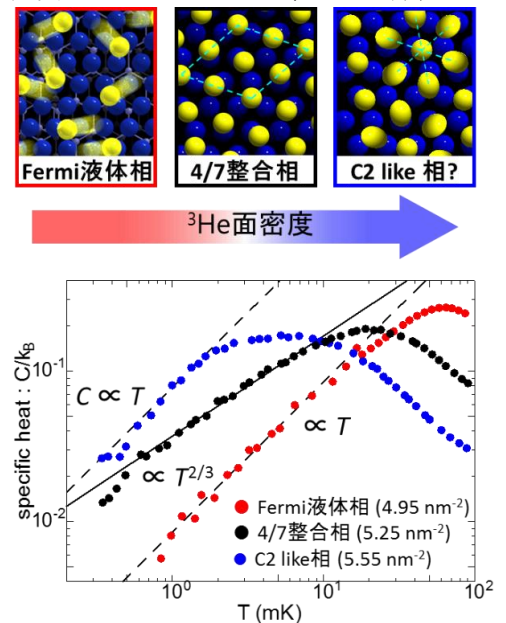 Fermi液体相
4/7整合相
C2 like 相?
³He面密度
specific heat : C/k_B
10⁻¹
10⁻²
C ∝ T
∝ T
∝ T²ᐟ³
Fermi液体相 (4.95 nm⁻²)
4/7整合相 (5.25 nm⁻²)
C2 like相 (5.55 nm⁻²)
10⁰
10¹
10²
T (mK)